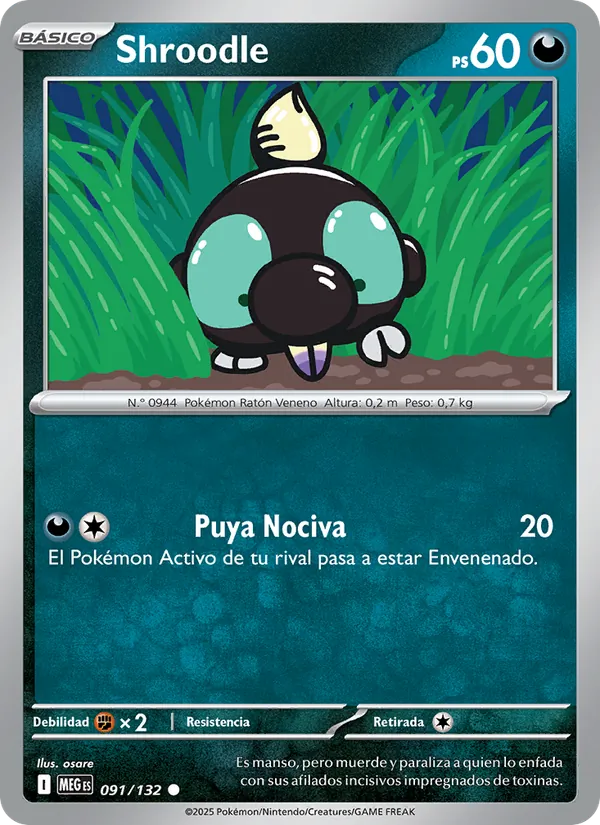 BÁSICO
Shroodle
PS 60
N.º 0944 Pokémon Ratón Veneno Altura: 0,2 m Peso: 0,7 kg
Puya Nociva 20
El Pokémon Activo de tu rival pasa a estar Envenenado.
Debilidad ×2 Resistencia Retirada
Ilus. osare
Es manso, pero muerde y paraliza a quien lo enfada
con sus afilados incisivos impregnados de toxinas.
I MEG ES 091/132
©2025 Pokémon/Nintendo/Creatures/GAME FREAK